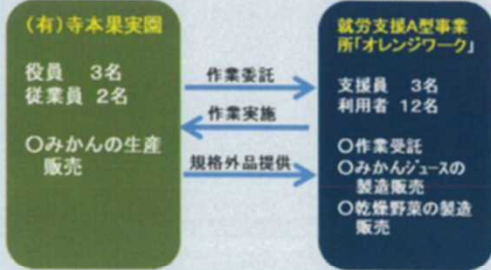 (有)寺本果実園
役員 3名
従業員 2名
○みかんの生産
販売
作業委託
作業実施
規格外品提供
就労支援A型事業
所「オレンジワーク」
支援員 3名
利用者 12名
○作業受託
○みかんジュースの
製造販売
○乾燥野菜の製造
販売